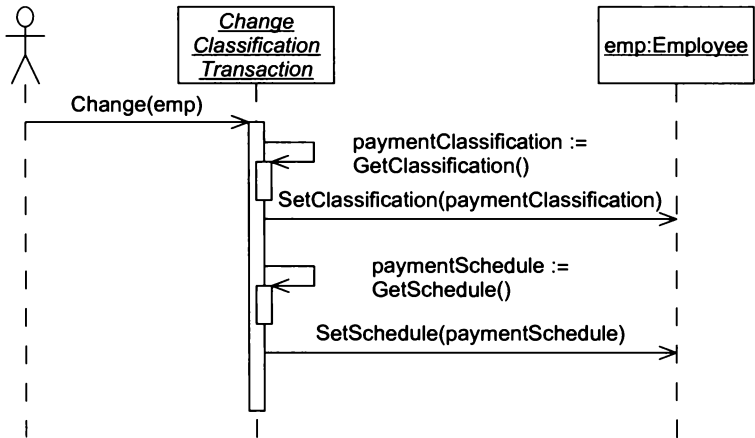 Change
Classification
Transaction
emp:Employee
Change(emp)
paymentClassification :=
GetClassification()
SetClassification(paymentClassification)
paymentSchedule :=
GetSchedule()
SetSchedule(paymentSchedule)